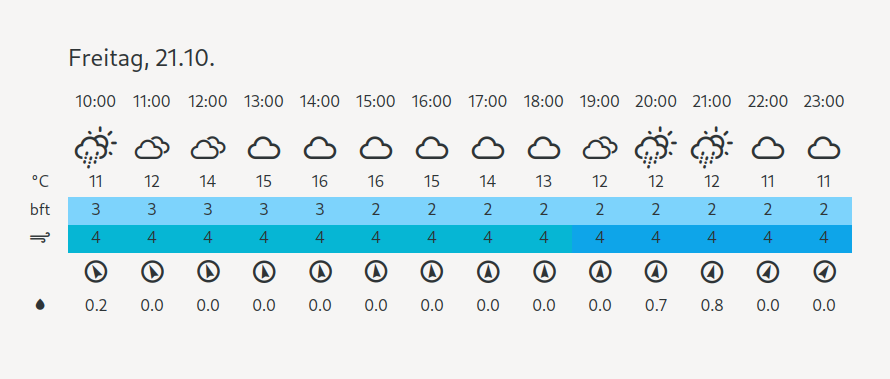 Freitag, 21.10.
10:00 11:00 12:00 13:00 14:00 15:00 16:00 17:00 18:00 19:00 20:00 21:00 22:00 23:00
°C 11 12 14 15 16 16 15 14 13 12 12 12 11 11
bft 3 3 3 3 3 2 2 2 2 2 2 2 2 2
4 4 4 4 4 4 4 4 4 4 4 4 4 4
0.2 0.0 0.0 0.0 0.0 0.0 0.0 0.0 0.0 0.0 0.7 0.8 0.0 0.0